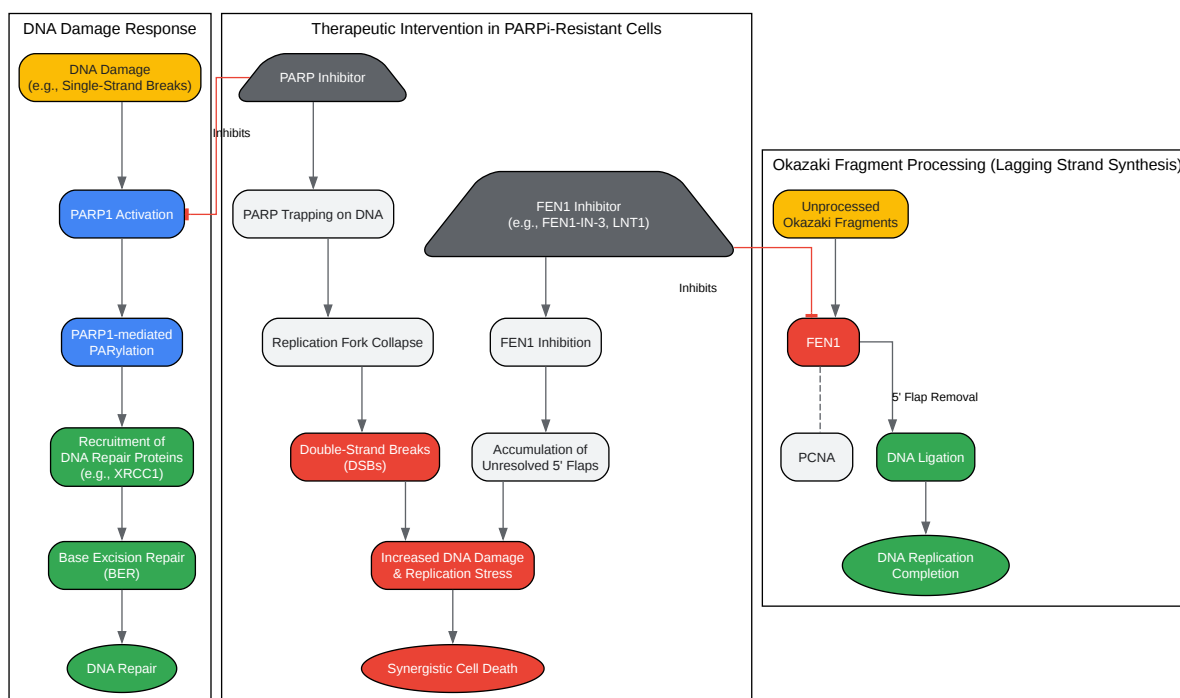 DNA Damage Response
DNA Damage
(e.g., Single-Strand Breaks)
PARP1 Activation
PARP1-mediated
PARylation
Recruitment of
DNA Repair Proteins
(e.g., XRCC1)
Base Excision Repair
(BER)
DNA Repair
Inhibits
Therapeutic Intervention in PARPi-Resistant Cells
PARP Inhibitor
PARP Trapping on DNA
Replication Fork Collapse
Double-Strand Breaks
(DSBs)
FEN1 Inhibitor
(e.g., FEN1-IN-3, LNT1)
FEN1 Inhibition
Accumulation of
Unresolved 5' Flaps
Increased DNA Damage
& Replication Stress
Synergistic Cell Death
Inhibits
Okazaki Fragment Processing (Lagging Strand Synthesis)
Unprocessed
Okazaki Fragments
FEN1
5' Flap Removal
PCNA
DNA Ligation
DNA Replication
Completion